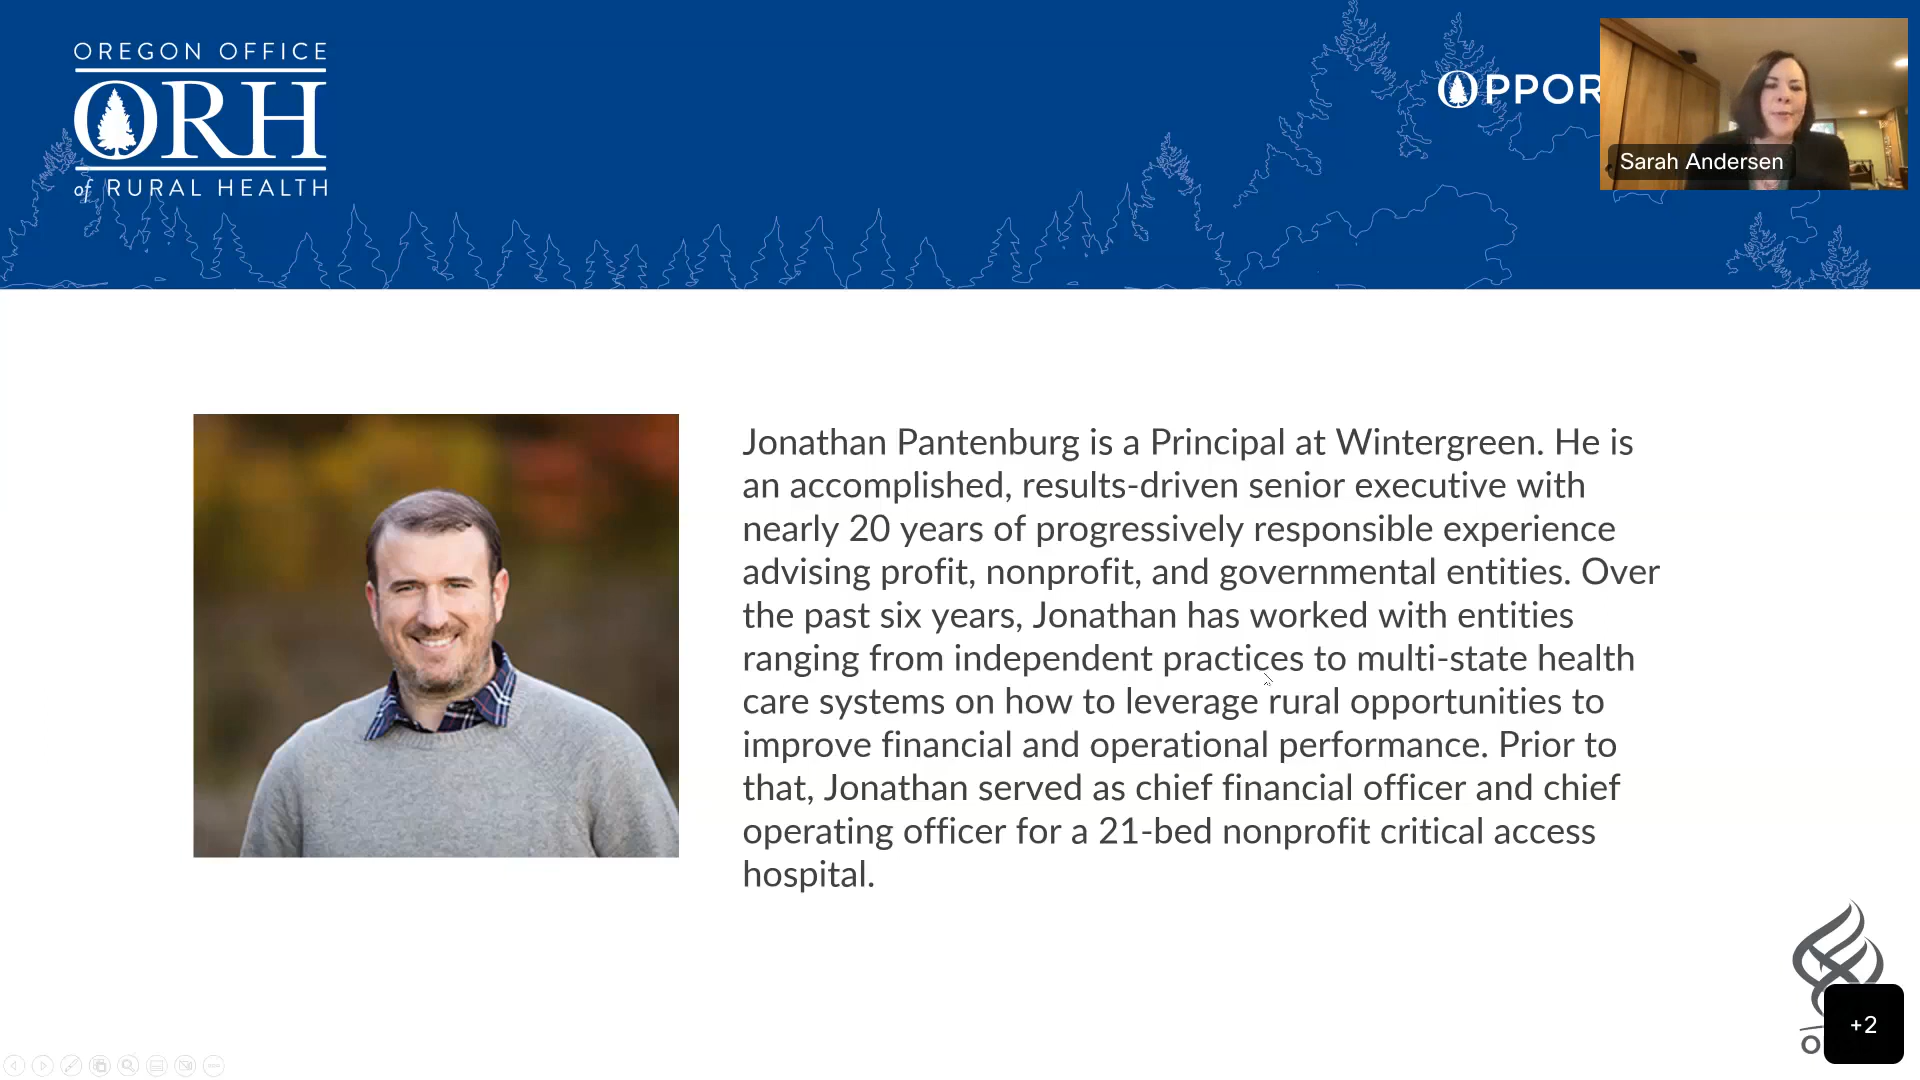 OREGON OFFICE
ORH
of RURAL HEALTH
OPPOR
Sarah Andersen
Jonathan Pantenburg is a Principal at Wintergreen. He is
an accomplished, results-driven senior executive with
nearly 20 years of progressively responsible experience
advising profit, nonprofit, and governmental entities. Over
the past six years, Jonathan has worked with entities
ranging from independent practices to multi-state health
care systems on how to leverage rural opportunities to
improve financial and operational performance. Prior to
that, Jonathan served as chief financial officer and chief
operating officer for a 21-bed nonprofit critical access
hospital.
+2
O